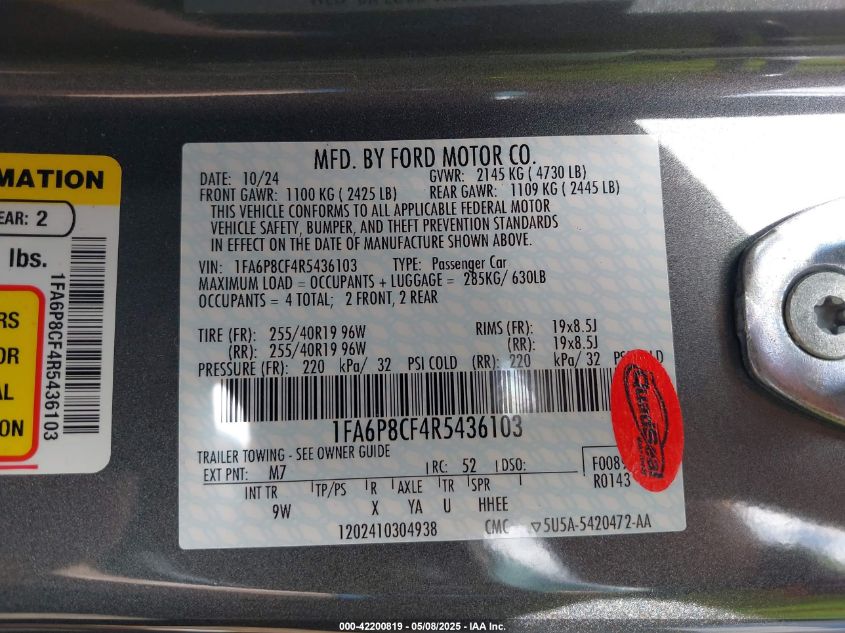 MATION
EAR: 2
lbs.
RS
OR
AL
ION
1FA6P8CF4R5436103
MFD. BY FORD MOTOR CO.
DATE: 10/24 GVWR: 2145 KG ( 4730 LB)
FRONT GAWR: 1100 KG ( 2425 LB) REAR GAWR: 1109 KG ( 2445 LB)
THIS VEHICLE CONFORMS TO ALL APPLICABLE FEDERAL MOTOR
VEHICLE SAFETY, BUMPER, AND THEFT PREVENTION STANDARDS
IN EFFECT ON THE DATE OF MANUFACTURE SHOWN ABOVE.
VIN: 1FA6P8CF4R5436103 TYPE: Passenger Car
MAXIMUM LOAD = OCCUPANTS + LUGGAGE = 285KG/ 630LB
OCCUPANTS = 4 TOTAL; 2 FRONT, 2 REAR
TIRE (FR): 255/40R19 96W RIMS (FR): 19x8.5J
(RR): 255/40R19 96W (RR): 19x8.5J
PRESSURE (FR): 220 kPa/ 32 PSI COLD (RR): 220 kPa/ 32 PSI COLD
1FA6P8CF4R5436103
QuadSeal
TRAILER TOWING - SEE OWNER GUIDE
EXT PNT: M7 RC: 52 DSO: F008
R0143
INT TR TP/PS R AXLE TR SPR
9W X YA U HHEE
1202410304938 CMC ▽5U5A-5420472-AA
000-42200819 - 05/08/2025 - IAA Inc.